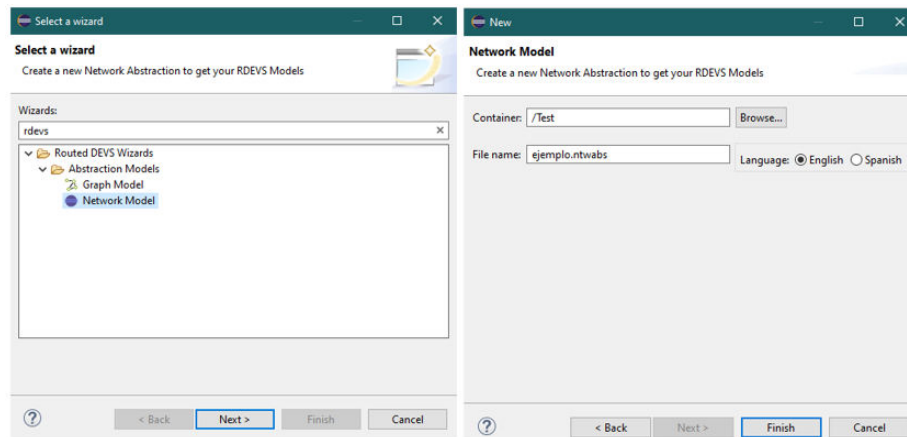 Select a wizard
Select a wizard
Create a new Network Abstraction to get your RDEVS Models
Wizards:
rdevs
Routed DEVS Wizards
Abstraction Models
Graph Model
Network Model
< Back Next > Finish Cancel
New
Network Model
Create a new Network Abstraction to get your RDEVS Models
Container: /Test Browse...
File name: ejemplo.ntwabs Language: English Spanish
< Back Next > Finish Cancel